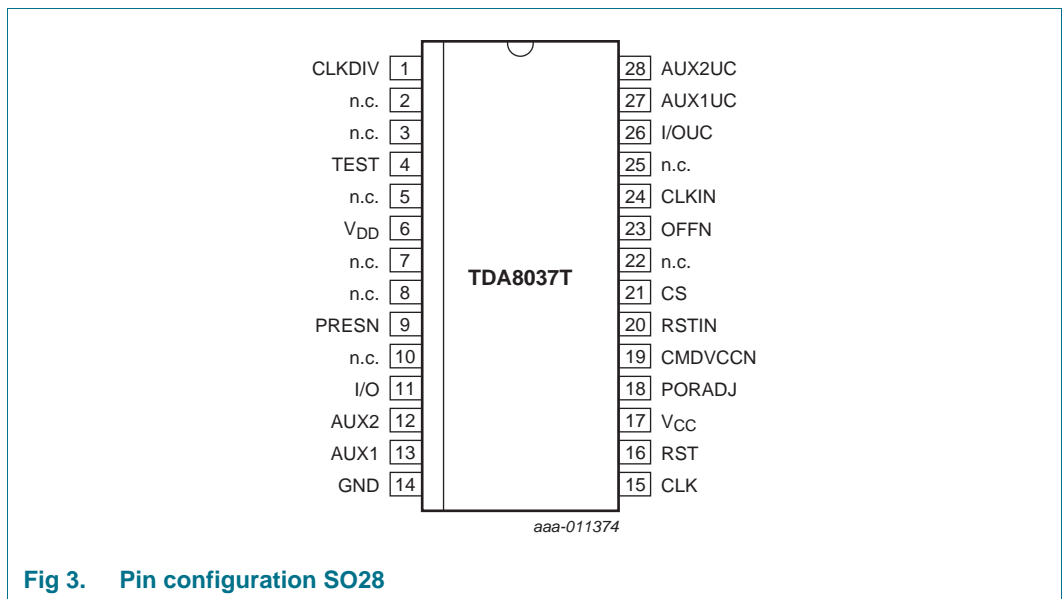 CLKDIV 1
n.c. 2
n.c. 3
TEST 4
n.c. 5
VDD 6
n.c. 7
n.c. 8
PRESN 9
n.c. 10
I/O 11
AUX2 12
AUX1 13
GND 14
TDA8037T
28 AUX2UC
27 AUX1UC
26 I/OUC
25 n.c.
24 CLKIN
23 OFFN
22 n.c.
21 CS
20 RSTIN
19 CMDVCCN
18 PORADJ
17 VCC
16 RST
15 CLK
aaa-011374
Fig 3. Pin configuration SO28